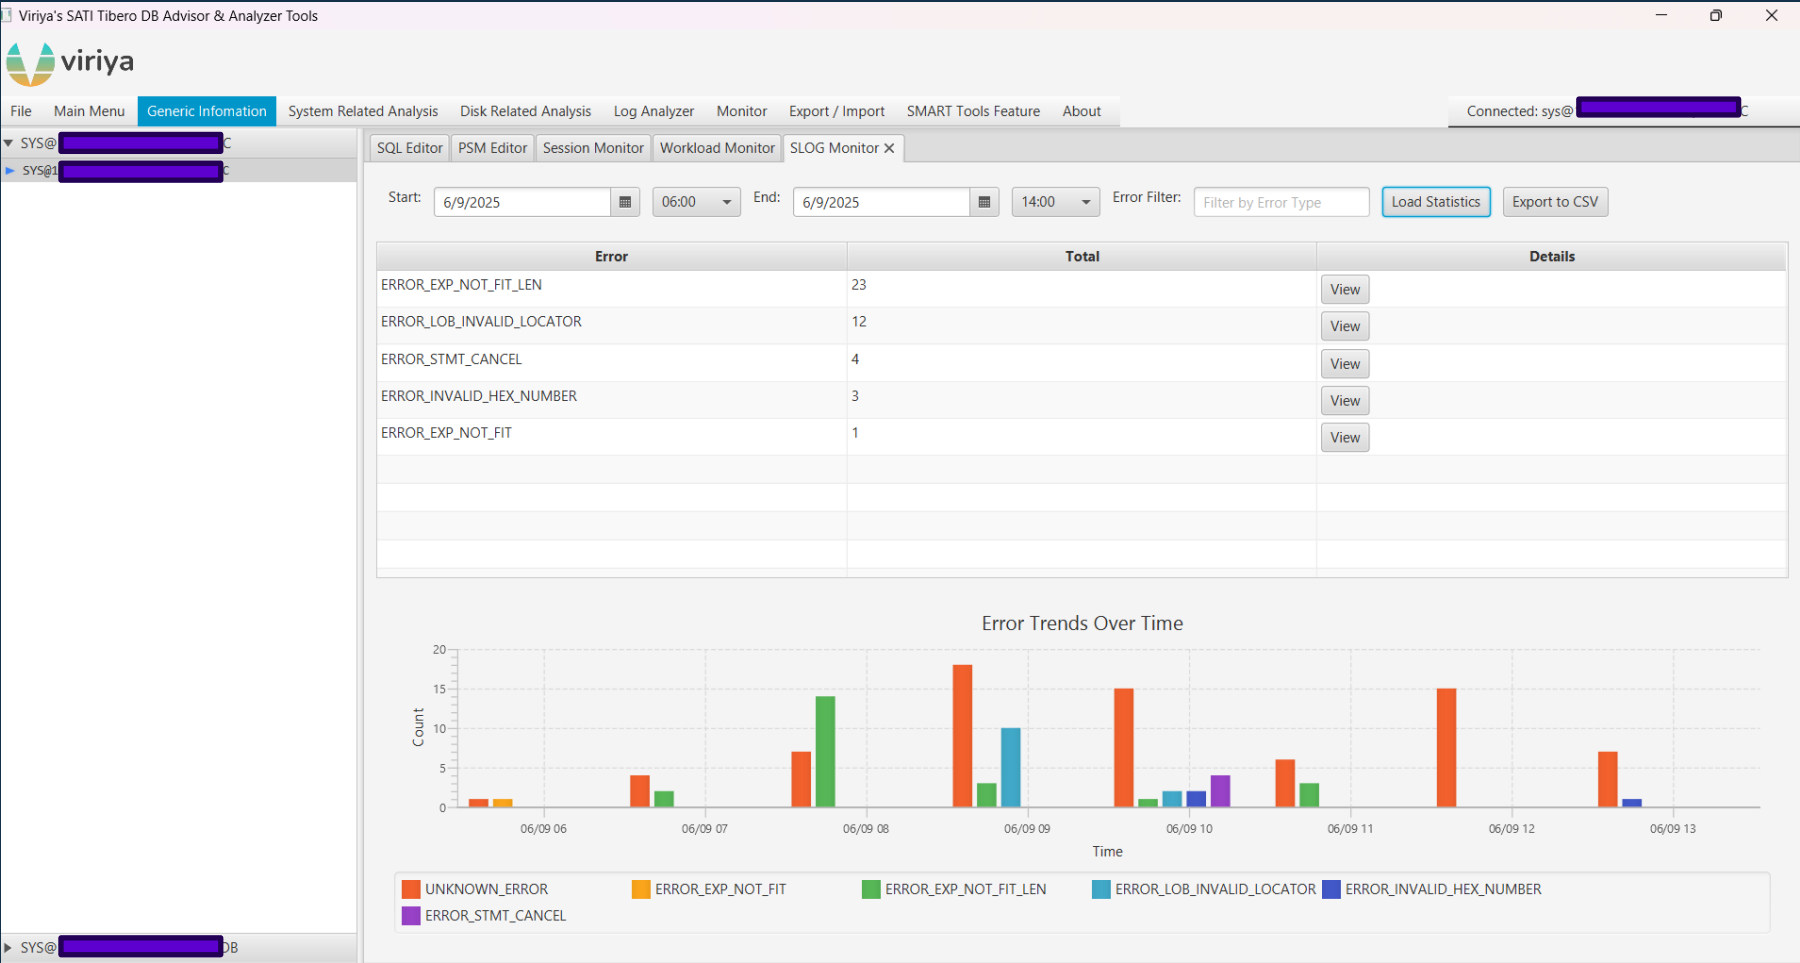 Viriya's SATI Tibero DB Advisor & Analyzer Tools
viriya
File Main Menu Generic Infomation System Related Analysis Disk Related Analysis Log Analyzer Monitor Export / Import SMART Tools Feature About Connected: sys@ C
SYS@ C
SYS@1 C
SQL Editor PSM Editor Session Monitor Workload Monitor SLOG Monitor
Start: 6/9/2025 06:00 End: 6/9/2025 14:00 Error Filter: Filter by Error Type Load Statistics Export to CSV
Error Total Details
ERROR_EXP_NOT_FIT_LEN 23 View
ERROR_LOB_INVALID_LOCATOR 12 View
ERROR_STMT_CANCEL 4 View
ERROR_INVALID_HEX_NUMBER 3 View
ERROR_EXP_NOT_FIT 1 View
Error Trends Over Time
20
15
10
5
0
Count
06/09 06 06/09 07 06/09 08 06/09 09 06/09 10 06/09 11 06/09 12 06/09 13
Time
UNKNOWN_ERROR ERROR_EXP_NOT_FIT ERROR_EXP_NOT_FIT_LEN ERROR_LOB_INVALID_LOCATOR ERROR_INVALID_HEX_NUMBER
ERROR_STMT_CANCEL
SYS@ DB